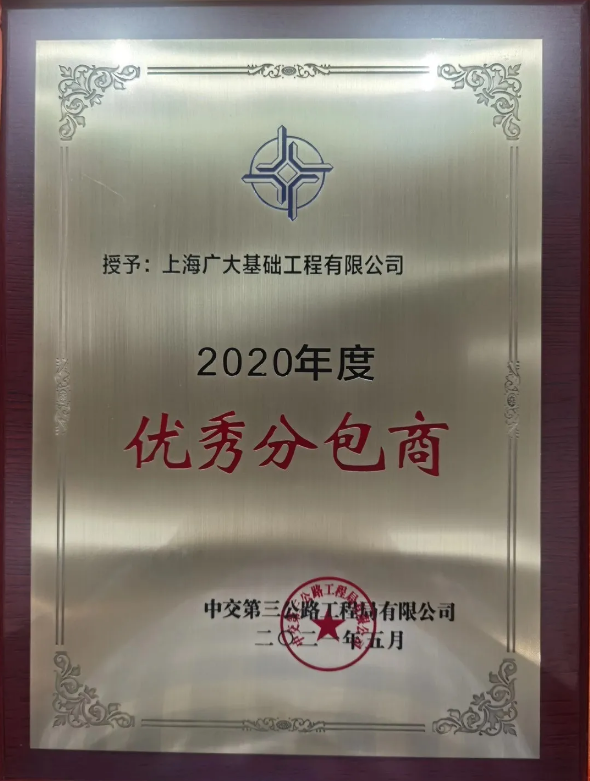 授予：上海广大基础工程有限公司
2020年度
优秀分包商
中交第三公路工程局有限公司
二〇二一年五月